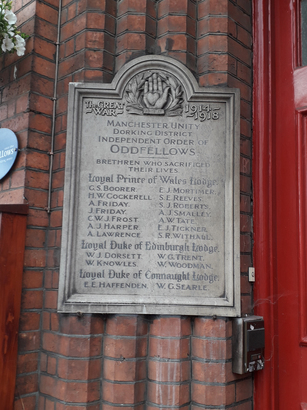 The Great War 1914-1918
MANCHESTER UNITY
DORKING DISTRICT
INDEPENDENT ORDER OF
ODDFELLOWS
BRETHREN WHO SACRIFICED
THEIR LIVES
Loyal Prince of Wales Lodge.
G.S. BOORER. E.J. MORTIMER.
H.W. COCKERELL S.E. REEVES.
A. FRIDAY. S.J. ROBERTS.
J. FRIDAY. A.J. SMALLEY.
C.W.J. FROST. A.W. TATE.
A.J. HARPER E.J. TICKNER.
A. LAWRENCE. S.R. WITHALL.
Loyal Duke of Edinburgh Lodge.
W.J. DORSETT W.G. TRENT.
W. KNOWLES. W. WOODMAN.
Loyal Duke of Connaught Lodge.
E.E. HAFFENDEN. W.G. SEARLE.